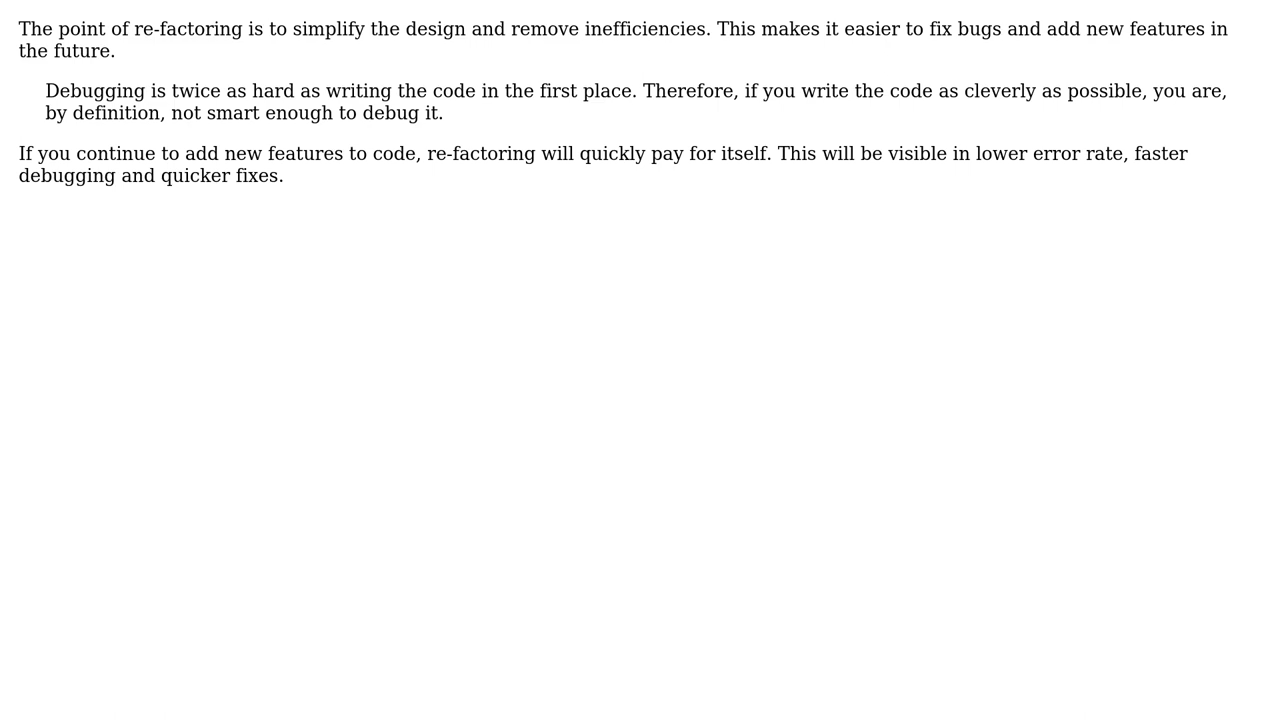 The point of re-factoring is to simplify the design and remove inefficiencies. This makes it easier to fix bugs and add new features in
the future.
Debugging is twice as hard as writing the code in the first place. Therefore, if you write the code as cleverly as possible, you are,
by definition, not smart enough to debug it.
If you continue to add new features to code, re-factoring will quickly pay for itself. This will be visible in lower error rate, faster
debugging and quicker fixes.